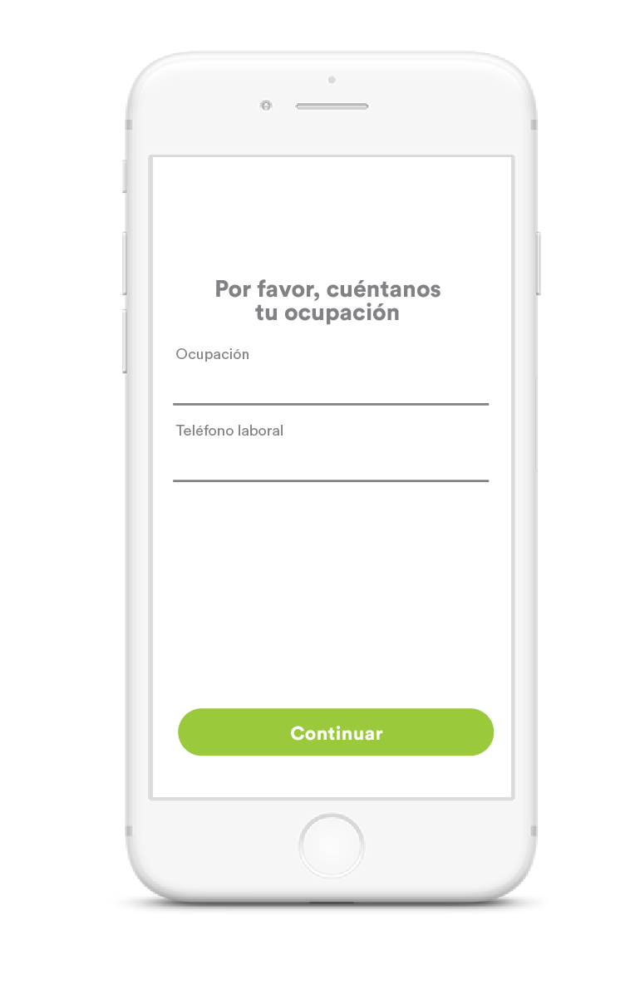 Por favor, cuéntanos
tu ocupación
Ocupación
Teléfono laboral
Continuar